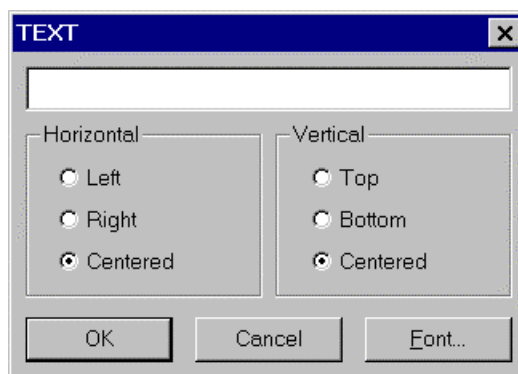 TEXT
Horizontal
Left
Right
Centered
Vertical
Top
Bottom
Centered
OK
Cancel
Font...